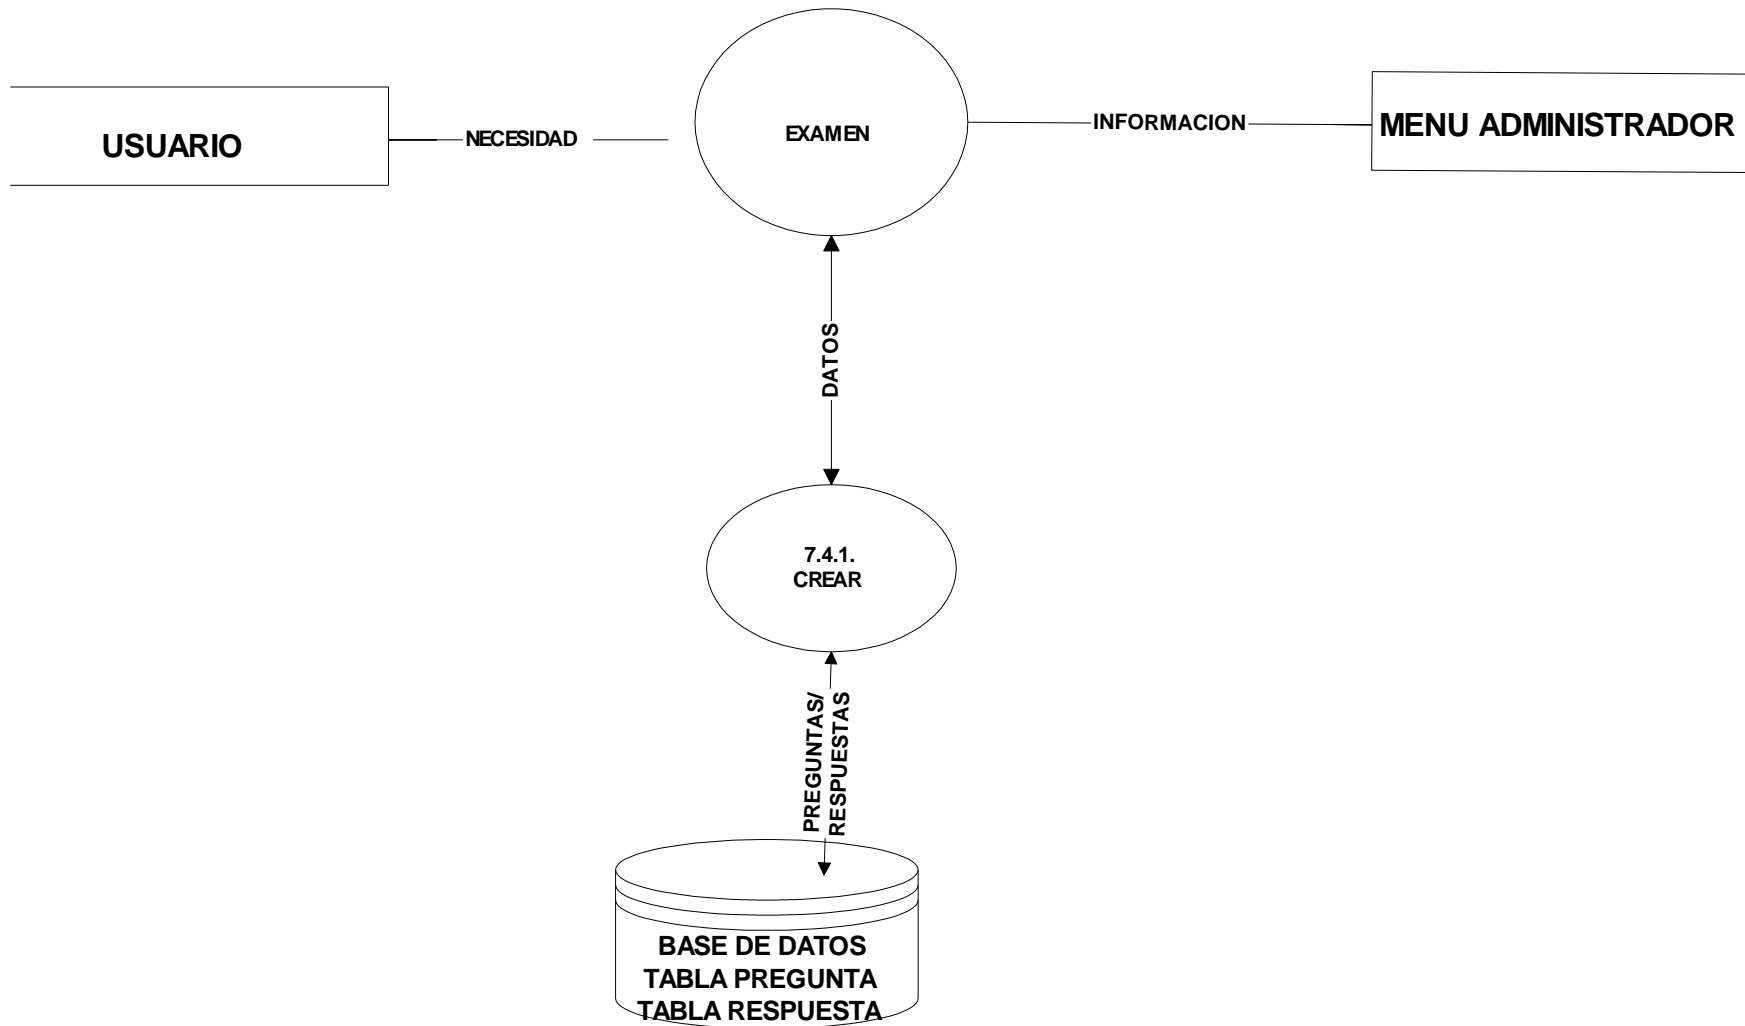 USUARIO
NECESIDAD
EXAMEN
INFORMACION
MENU ADMINISTRADOR
DATOS
7.4.1.
CREAR
PREGUNTAS/
RESPUESTAS
BASE DE DATOS
TABLA PREGUNTA
TABLA RESPUESTA